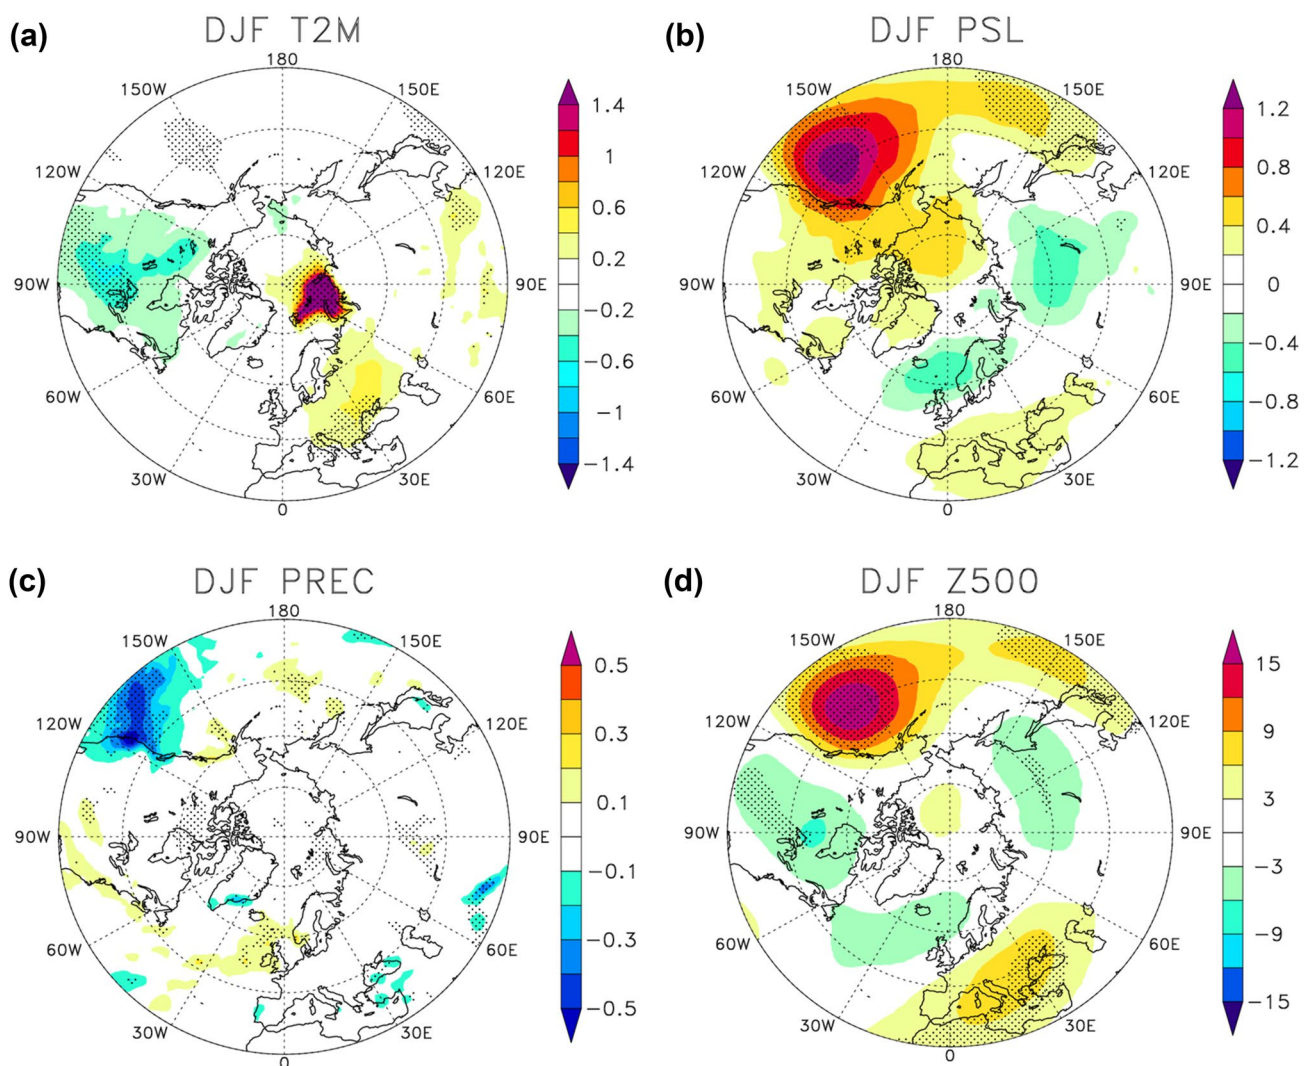 (a) DJF T2M
180
150W 150E
120W 120E
90W 90E
60W 60E
30W 30E
0
1.4
1
0.6
0.2
−0.2
−0.6
−1
−1.4
(b) DJF PSL
180
150W 150E
120W 120E
90W 90E
60W 60E
30W 30E
0
1.2
0.8
0.4
0
−0.4
−0.8
−1.2
(c) DJF PREC
180
150W 150E
120W 120E
90W 90E
60W 60E
30W 30E
0
0.5
0.3
0.1
−0.1
−0.3
−0.5
(d) DJF Z500
180
150W 150E
120W 120E
90W 90E
60W 60E
30W 30E
0
15
9
3
−3
−9
−15